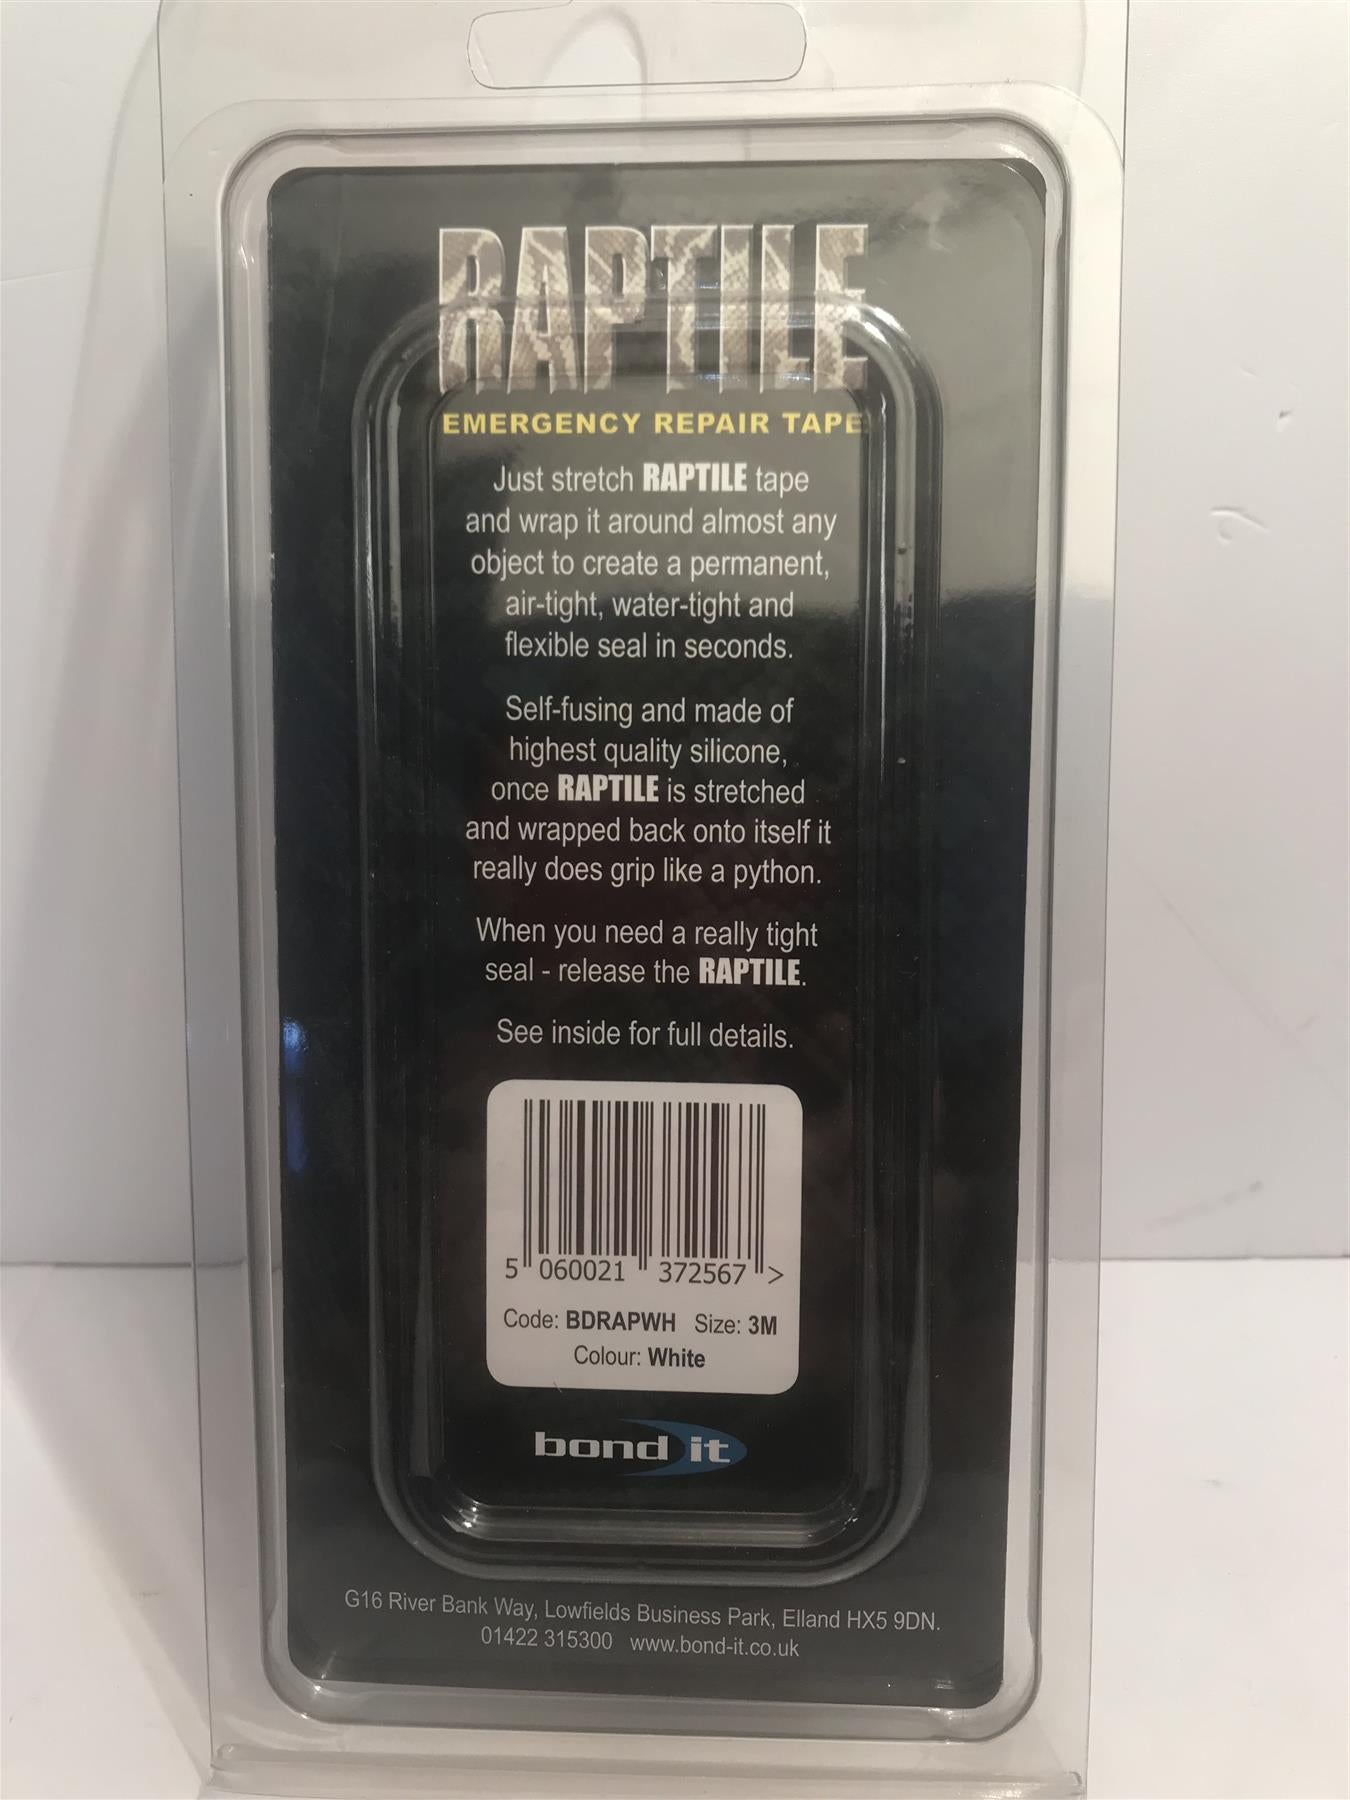 RAPTILE
EMERGENCY REPAIR TAPE
Just stretch RAPTILE tape
and wrap it around almost any
object to create a permanent,
air-tight, water-tight and
flexible seal in seconds.
Self-fusing and made of
highest quality silicone,
once RAPTILE is stretched
and wrapped back onto itself it
really does grip like a python.
When you need a really tight
seal - release the RAPTILE.
See inside for full details.
5 060021 372567 >
Code: BDRAPWH Size: 3M
Colour: White
bond it
G16 River Bank Way, Lowfields Business Park, Elland HX5 9DN.
01422 315300 www.bond-it.co.uk